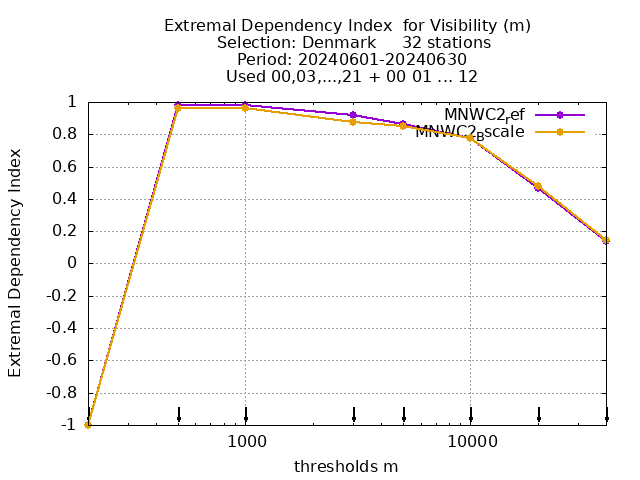 Extremal Dependency Index  for Visibility (m)
Selection: Denmark     32 stations
Period: 20240601-20240630
Used 00,03,...,21 + 00 01 ... 12
MNWC2ref
MNWC2Bscale
1
0.8
0.6
0.4
0.2
0
-0.2
-0.4
-0.6
-0.8
-1
Extremal Dependency Index
1000 10000
thresholds m